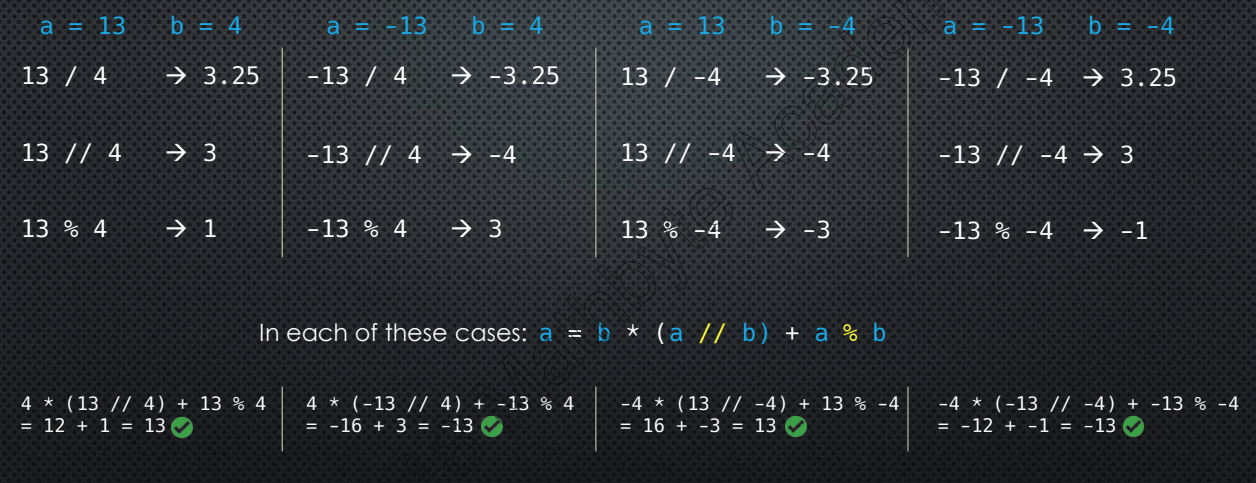 a = 13 b = 4 a = -13 b = 4 a = 13 b = -4 a = -13 b = -4
13 / 4 → 3.25 -13 / 4 → -3.25 13 / -4 → -3.25 -13 / -4 → 3.25
13 // 4 → 3 -13 // 4 → -4 13 // -4 → -4 -13 // -4 → 3
13 % 4 → 1 -13 % 4 → 3 13 % -4 → -3 -13 % -4 → -1
In each of these cases: a = b * (a // b) + a % b
4 * (13 // 4) + 13 % 4 4 * (-13 // 4) + -13 % 4 -4 * (13 // -4) + 13 % -4 -4 * (-13 // -4) + -13 % -4
= 12 + 1 = 13 = -16 + 3 = -13 = 16 + -3 = 13 = -12 + -1 = -13